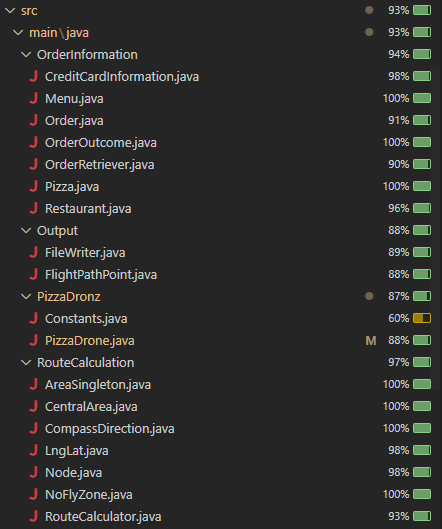 src 93%
main\java 93%
OrderInformation 94%
CreditCardInformation.java 98%
Menu.java 100%
Order.java 91%
OrderOutcome.java 100%
OrderRetriever.java 90%
Pizza.java 100%
Restaurant.java 96%
Output 88%
FileWriter.java 89%
FlightPathPoint.java 88%
PizzaDronz 87%
Constants.java 60%
PizzaDrone.java M 88%
RouteCalculation 97%
AreaSingleton.java 100%
CentralArea.java 100%
CompassDirection.java 100%
LngLat.java 98%
Node.java 98%
NoFlyZone.java 100%
RouteCalculator.java 93%